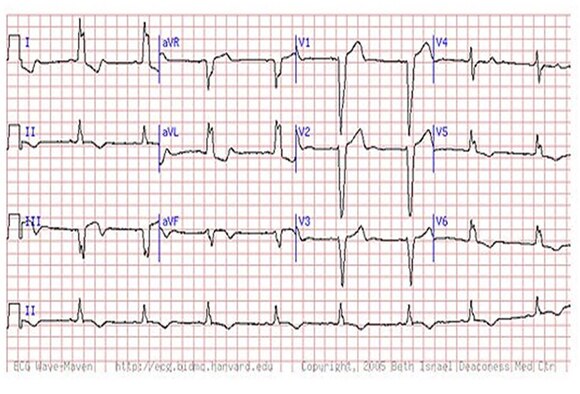 I aVR V1 V4
II aVL V2 V5
III aVF V3 V6
II
ECG Wave-Maven http://ecg.bidmc.harvard.edu Copyright, 2005 Beth Israel Deaconess Med Ctr